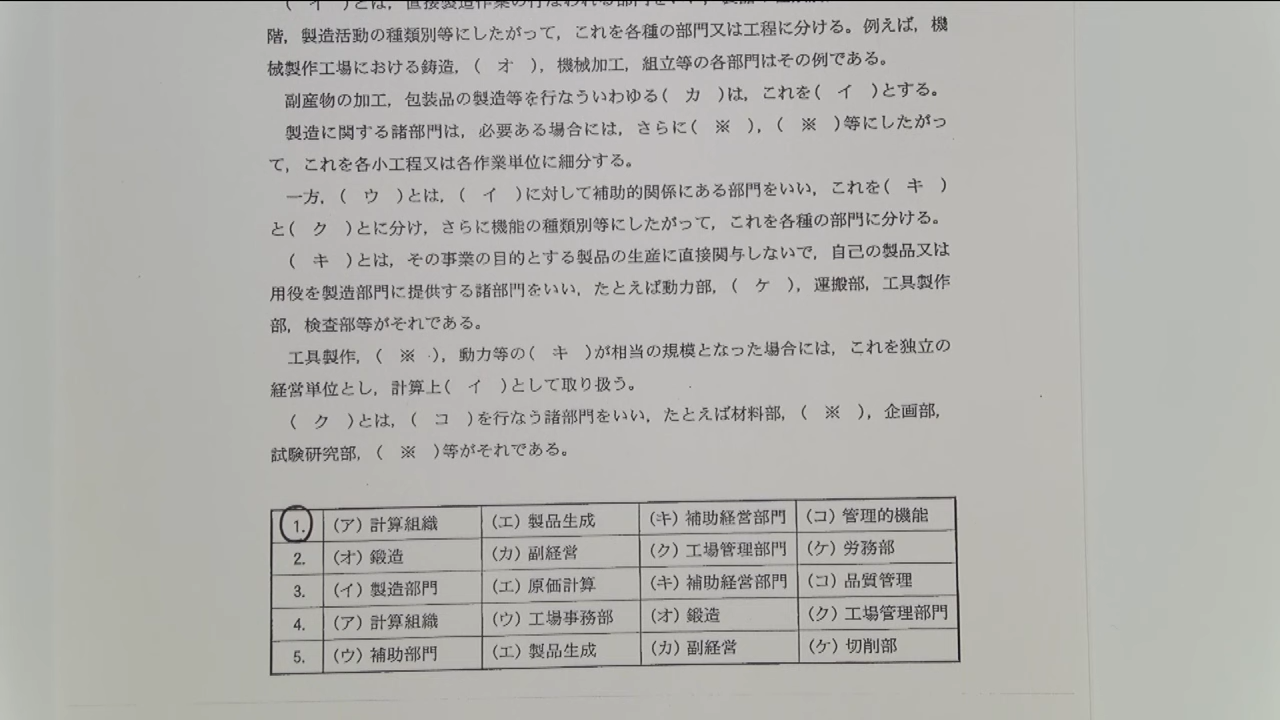 ( イ )とは，直接製造作業の行なわれる部門をいい，
階，製造活動の種類別等にしたがって，これを各種の部門又は工程に分ける。例えば，機
械製作工場における鋳造，( オ )，機械加工，組立等の各部門はその例である。
副産物の加工，包装品の製造等を行なういわゆる( カ )は，これを( イ )とする。
製造に関する諸部門は，必要ある場合には，さらに( ※ )，( ※ )等にしたがっ
て，これを各小工程又は各作業単位に細分する。
一方，( ウ )とは，( イ )に対して補助的関係にある部門をいい，これを( キ )
と( ク )とに分け，さらに機能の種類別等にしたがって，これを各種の部門に分ける。
( キ )とは，その事業の目的とする製品の生産に直接関与しないで，自己の製品又は
用役を製造部門に提供する諸部門をいい，たとえば動力部，( ケ )，運搬部，工具製作
部，検査部等がそれである。
工具製作，( ※ )，動力等の( キ )が相当の規模となった場合には，これを独立の
経営単位とし，計算上( イ )として取り扱う。
( ク )とは，( コ )を行なう諸部門をいい，たとえば材料部，( ※ )，企画部，
試験研究部，( ※ )等がそれである。
1. (ア) 計算組織 (エ) 製品生成 (キ) 補助経営部門 (コ) 管理的機能
2. (オ) 鍛造 (カ) 副経営 (ク) 工場管理部門 (ケ) 労務部
3. (イ) 製造部門 (エ) 原価計算 (キ) 補助経営部門 (コ) 品質管理
4. (ア) 計算組織 (ウ) 工場事務部 (オ) 鍛造 (ク) 工場管理部門
5. (ウ) 補助部門 (エ) 製品生成 (カ) 副経営 (ケ) 切削部